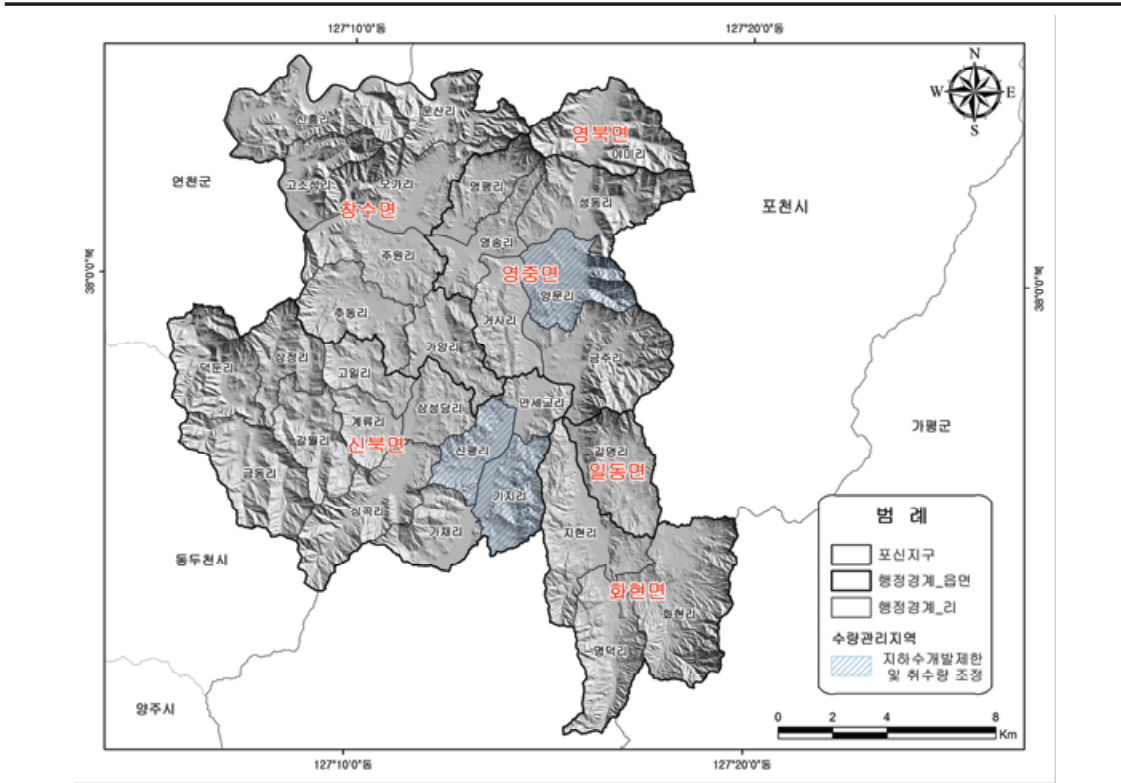 127°10'0"동 127°20'0"동
N
W E
S
신흥리
운산리
영북면
야미리
연천군
고소성리
오가리
영평리
성동리
창수면
포천시
주원리
영송리
38°0'0"북
영중면
양문리
38°0'0"북
추동리
거사리
가양리
금주리
덕둔리
삼정리
고일리
만세교리
삼성당리
계류리
가평군
갈월리
신북면
신평리
길명리
일동면
금동리
기지리
심곡리
가채리
지현리
동두천시
화현면
화현리
명덕리
양주시
범 례
포신지구
행정경계_읍면
행정경계_리
수량관리지역
지하수개발제한
및 취수량 조정
0 2 4 8
Km
127°10'0"동 127°20'0"동